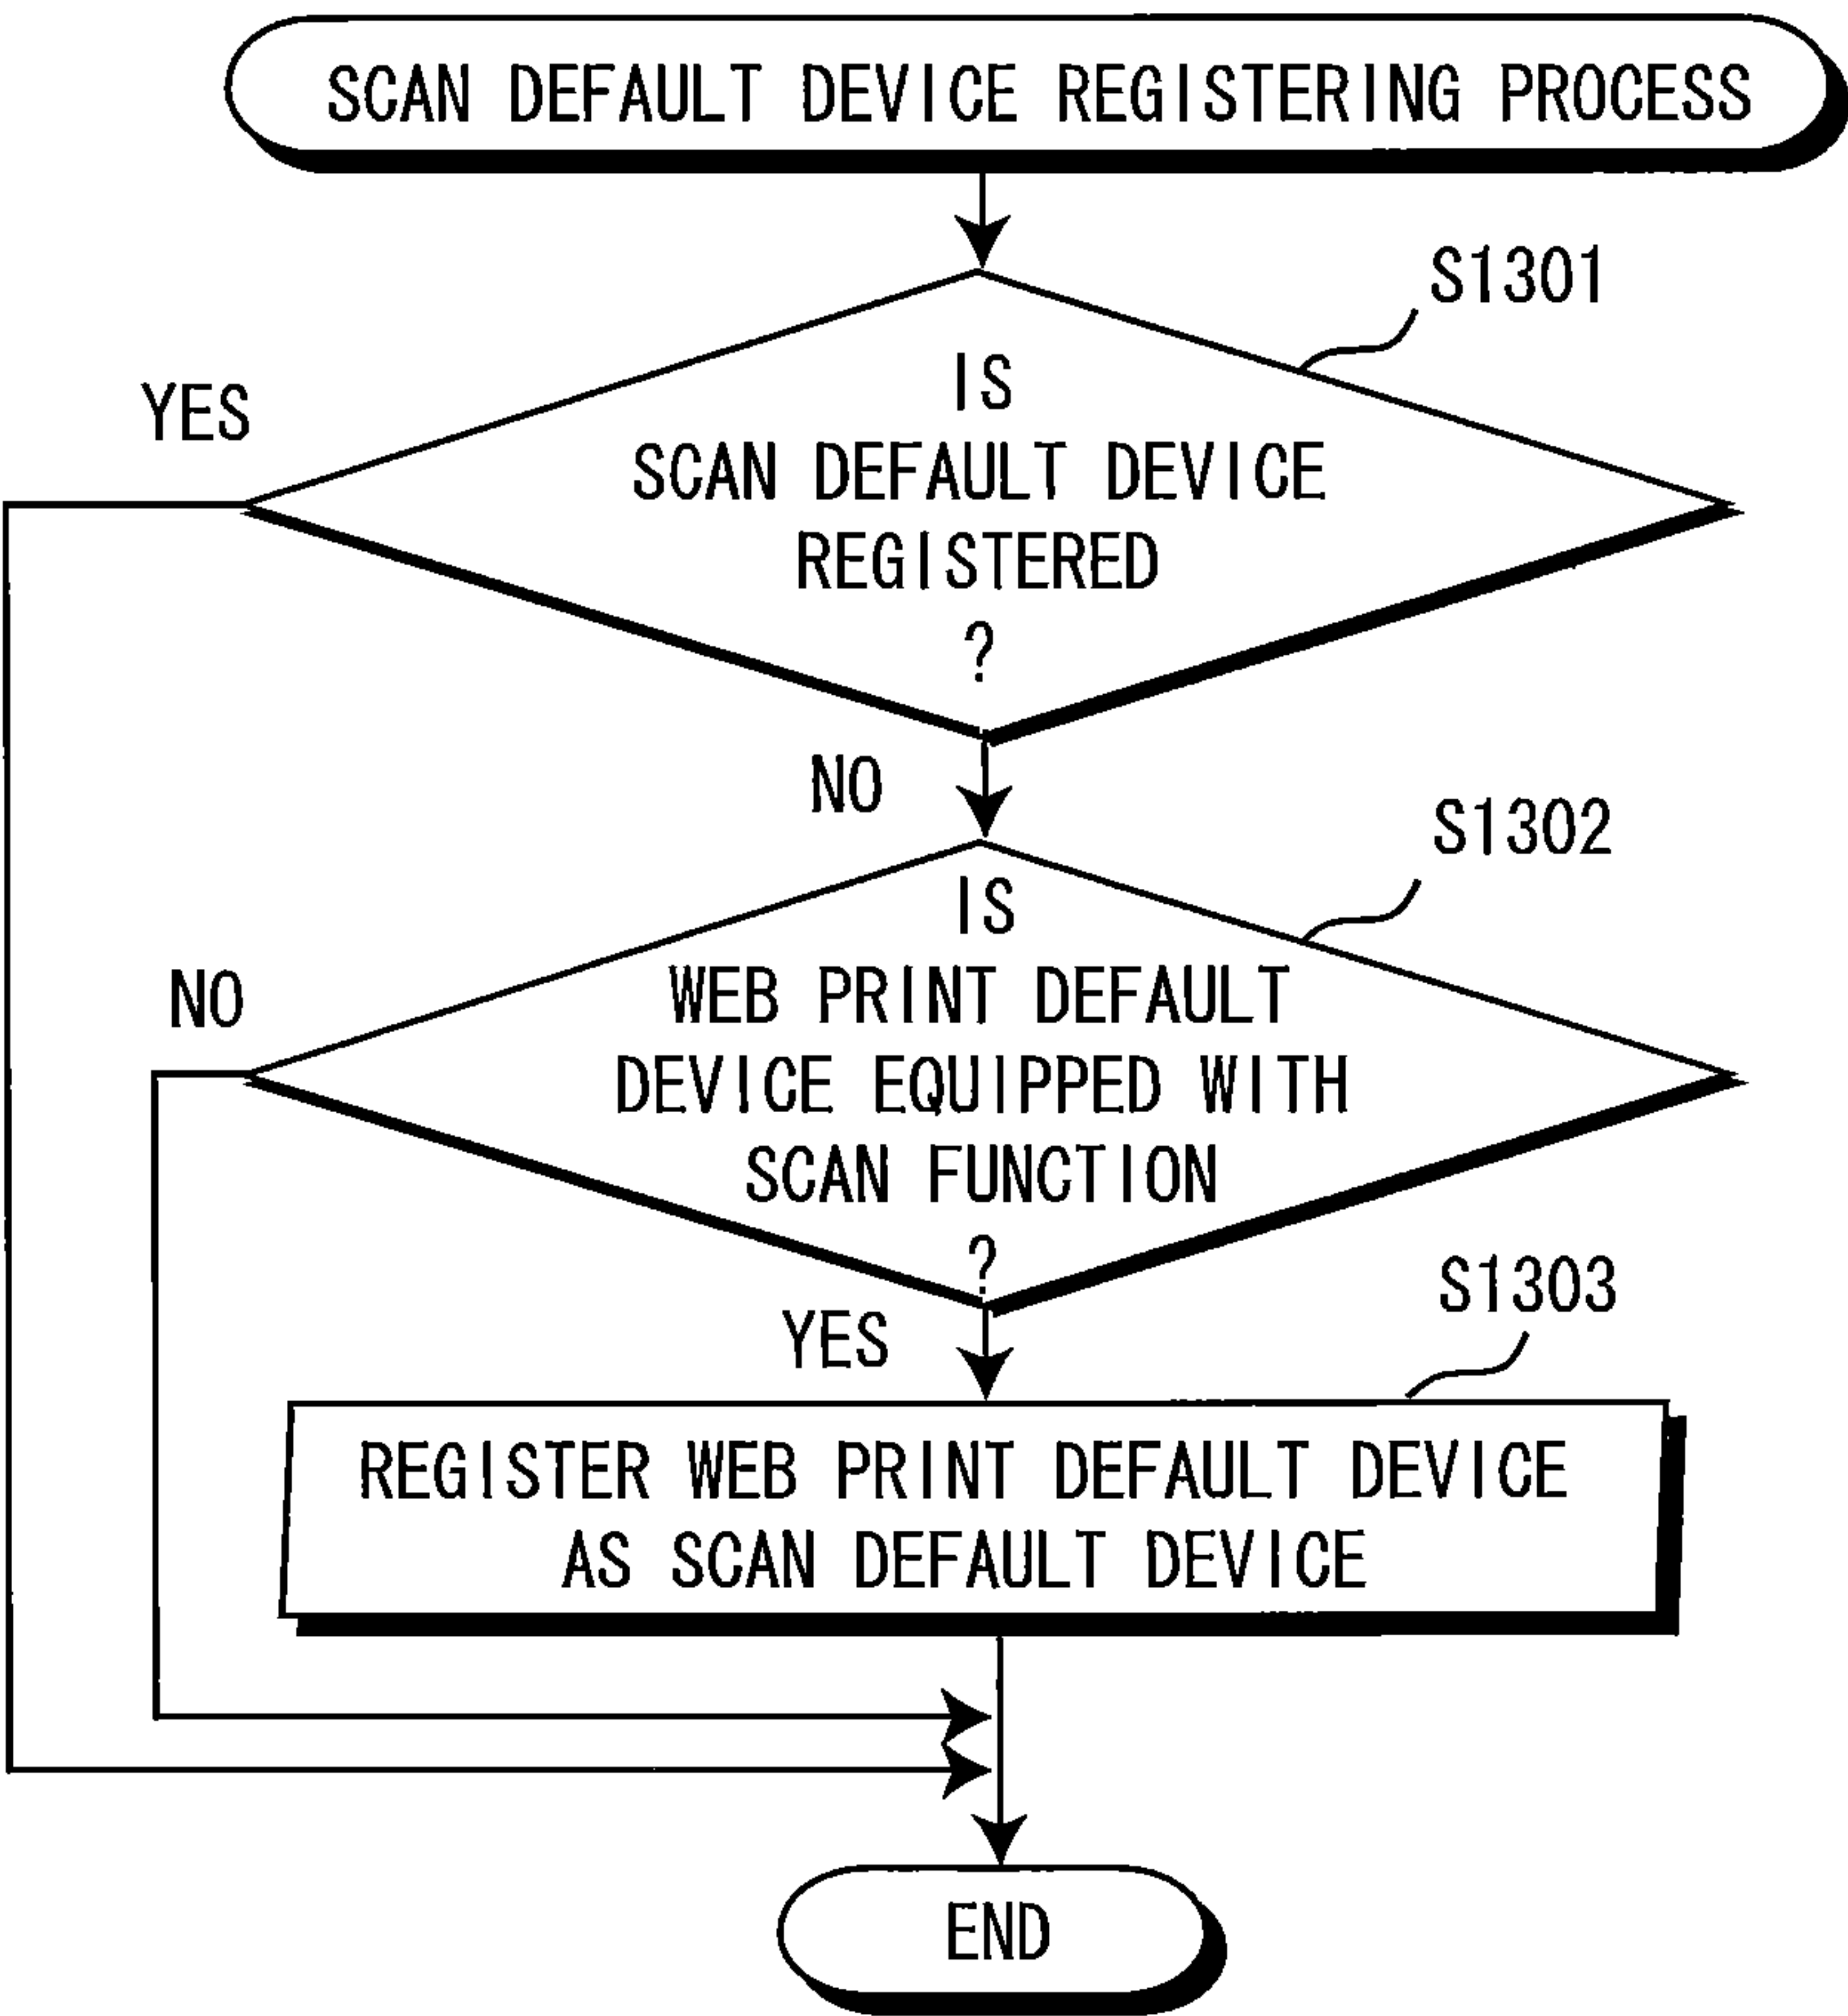 SCAN DEFAULT DEVICE REGISTERING PROCESS
S1301
YES
IS
SCAN DEFAULT DEVICE
REGISTERED
?
NO
S1302
IS
NO
WEB PRINT DEFAULT
DEVICE EQUIPPED WITH
SCAN FUNCTION
?
S1303
YES
REGISTER WEB PRINT DEFAULT DEVICE
AS SCAN DEFAULT DEVICE
END